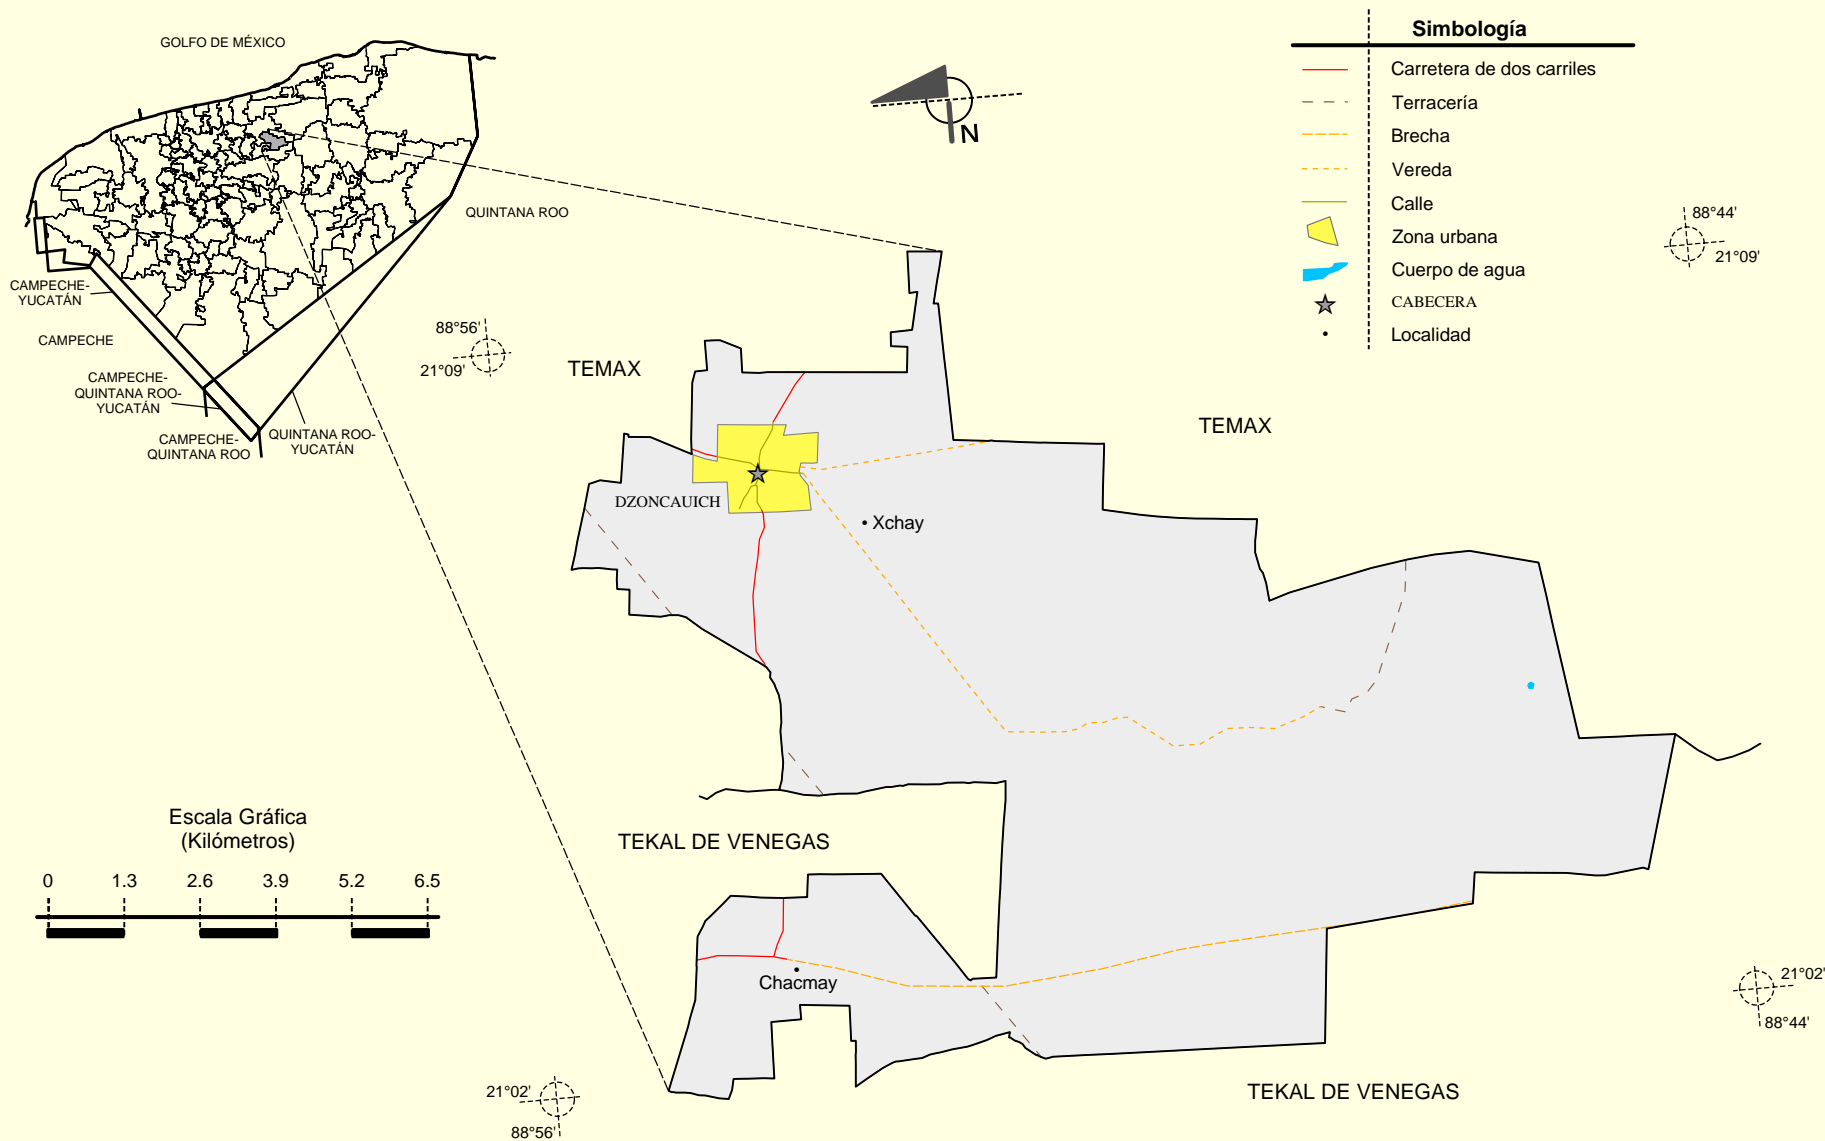 GOLFO DE MÉXICO
QUINTANA ROO
CAMPECHE-
YUCATÁN
CAMPECHE
CAMPECHE-
QUINTANA ROO-
YUCATÁN
CAMPECHE-
QUINTANA ROO
QUINTANA ROO-
YUCATÁN
N
Simbología
Carretera de dos carriles
Terracería
Brecha
Vereda
Calle
Zona urbana
Cuerpo de agua
CABECERA
Localidad
88°44'
21°09'
88°56'
21°09'
TEMAX
TEMAX
DZONCAUICH
Xchay
TEKAL DE VENEGAS
Chacmay
TEKAL DE VENEGAS
Escala Gráfica
(Kilómetros)
0 1.3 2.6 3.9 5.2 6.5
21°02'
88°44'
21°02'
88°56'